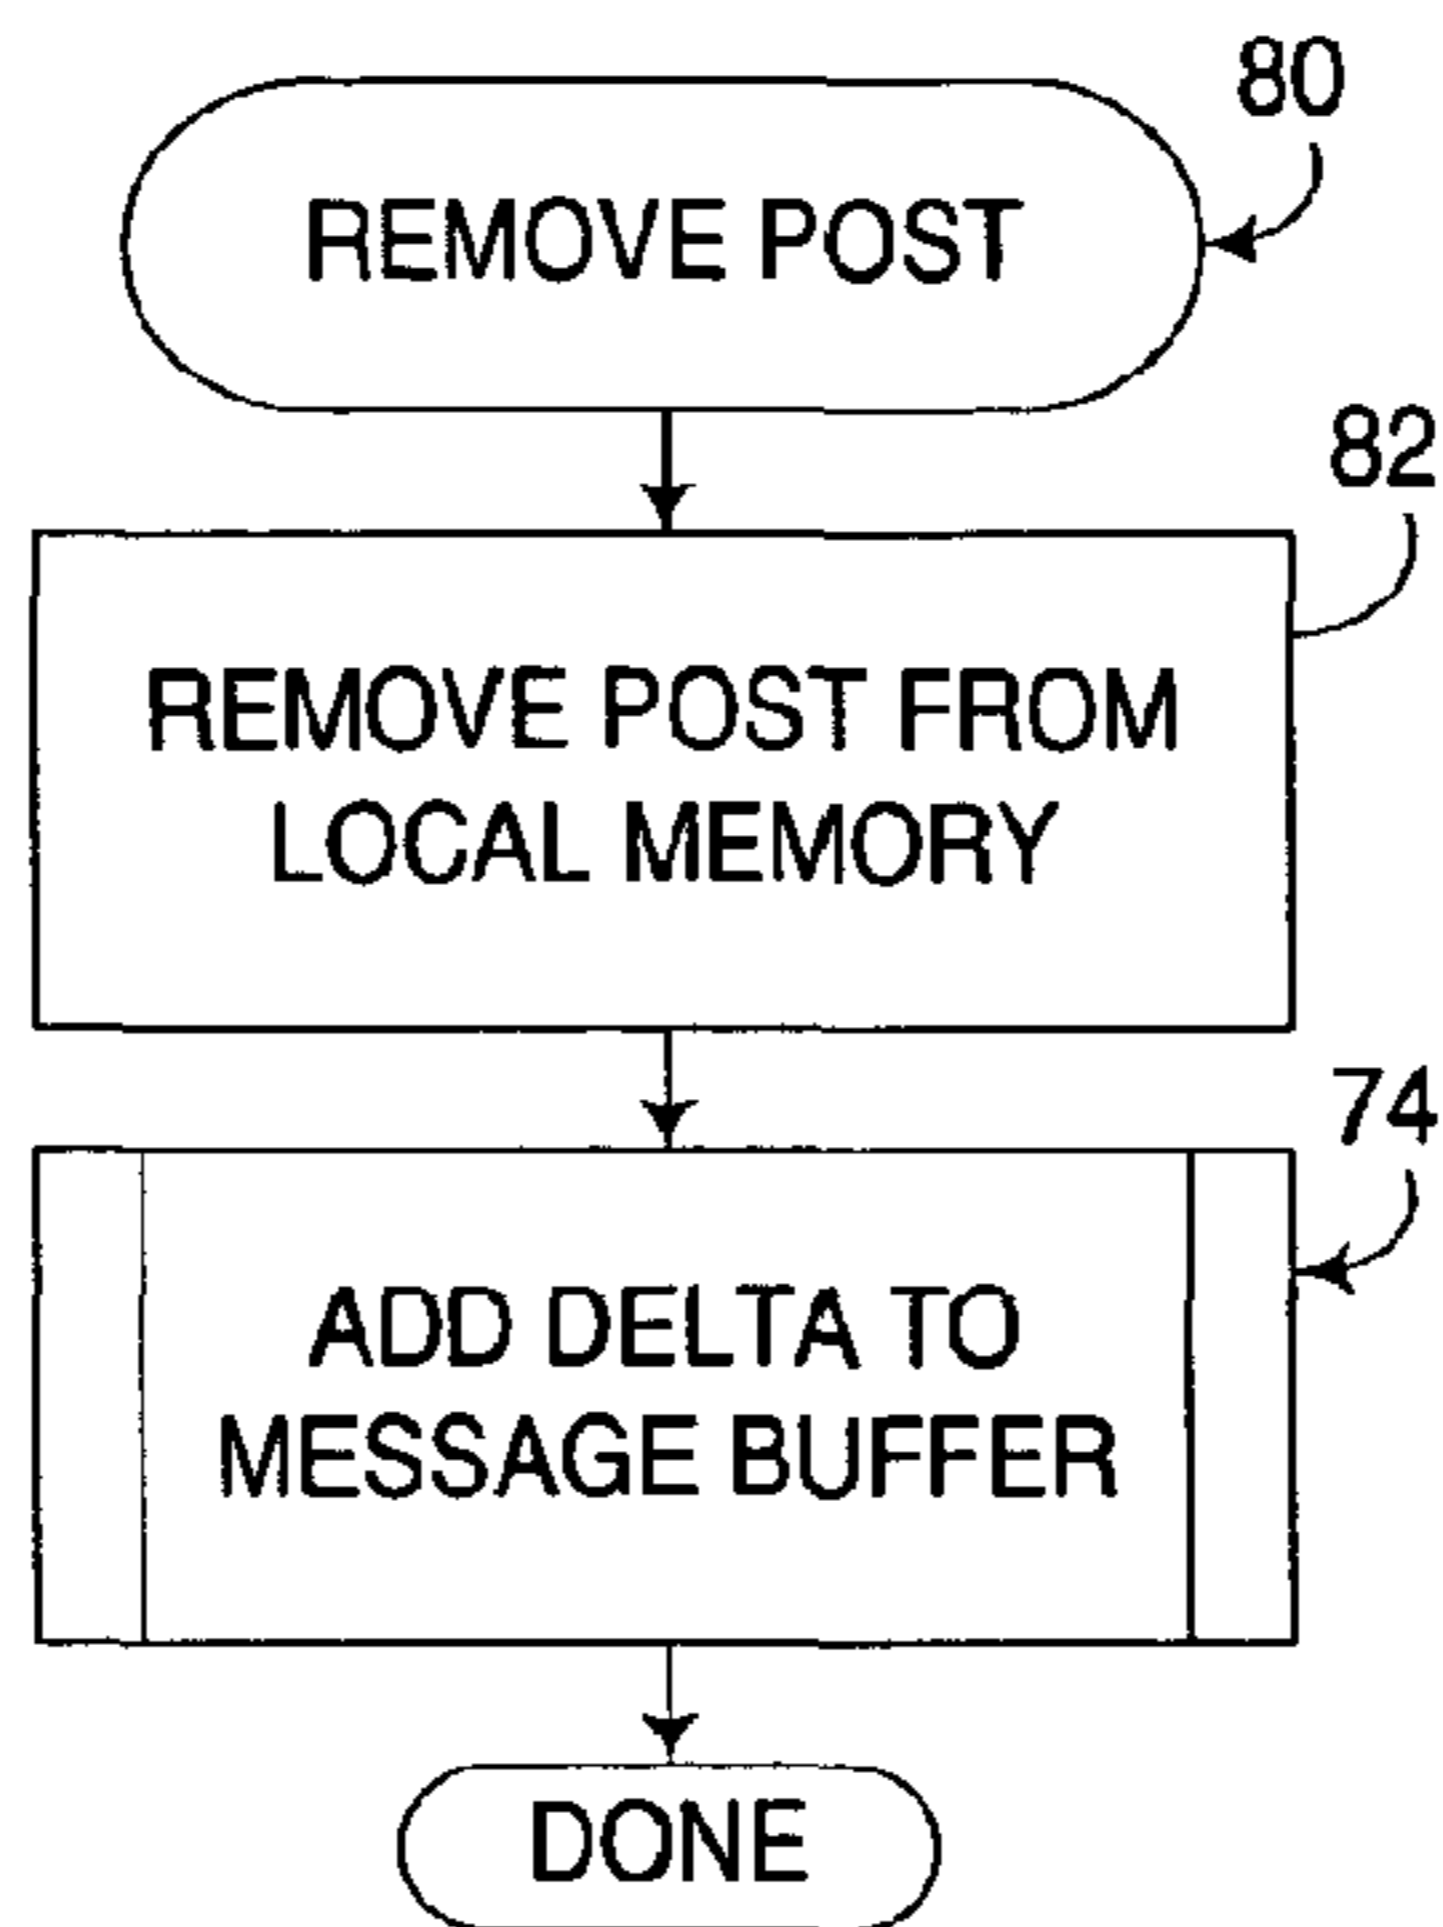 80
REMOVE POST
82
REMOVE POST FROM
LOCAL MEMORY
74
ADD DELTA TO
MESSAGE BUFFER
DONE